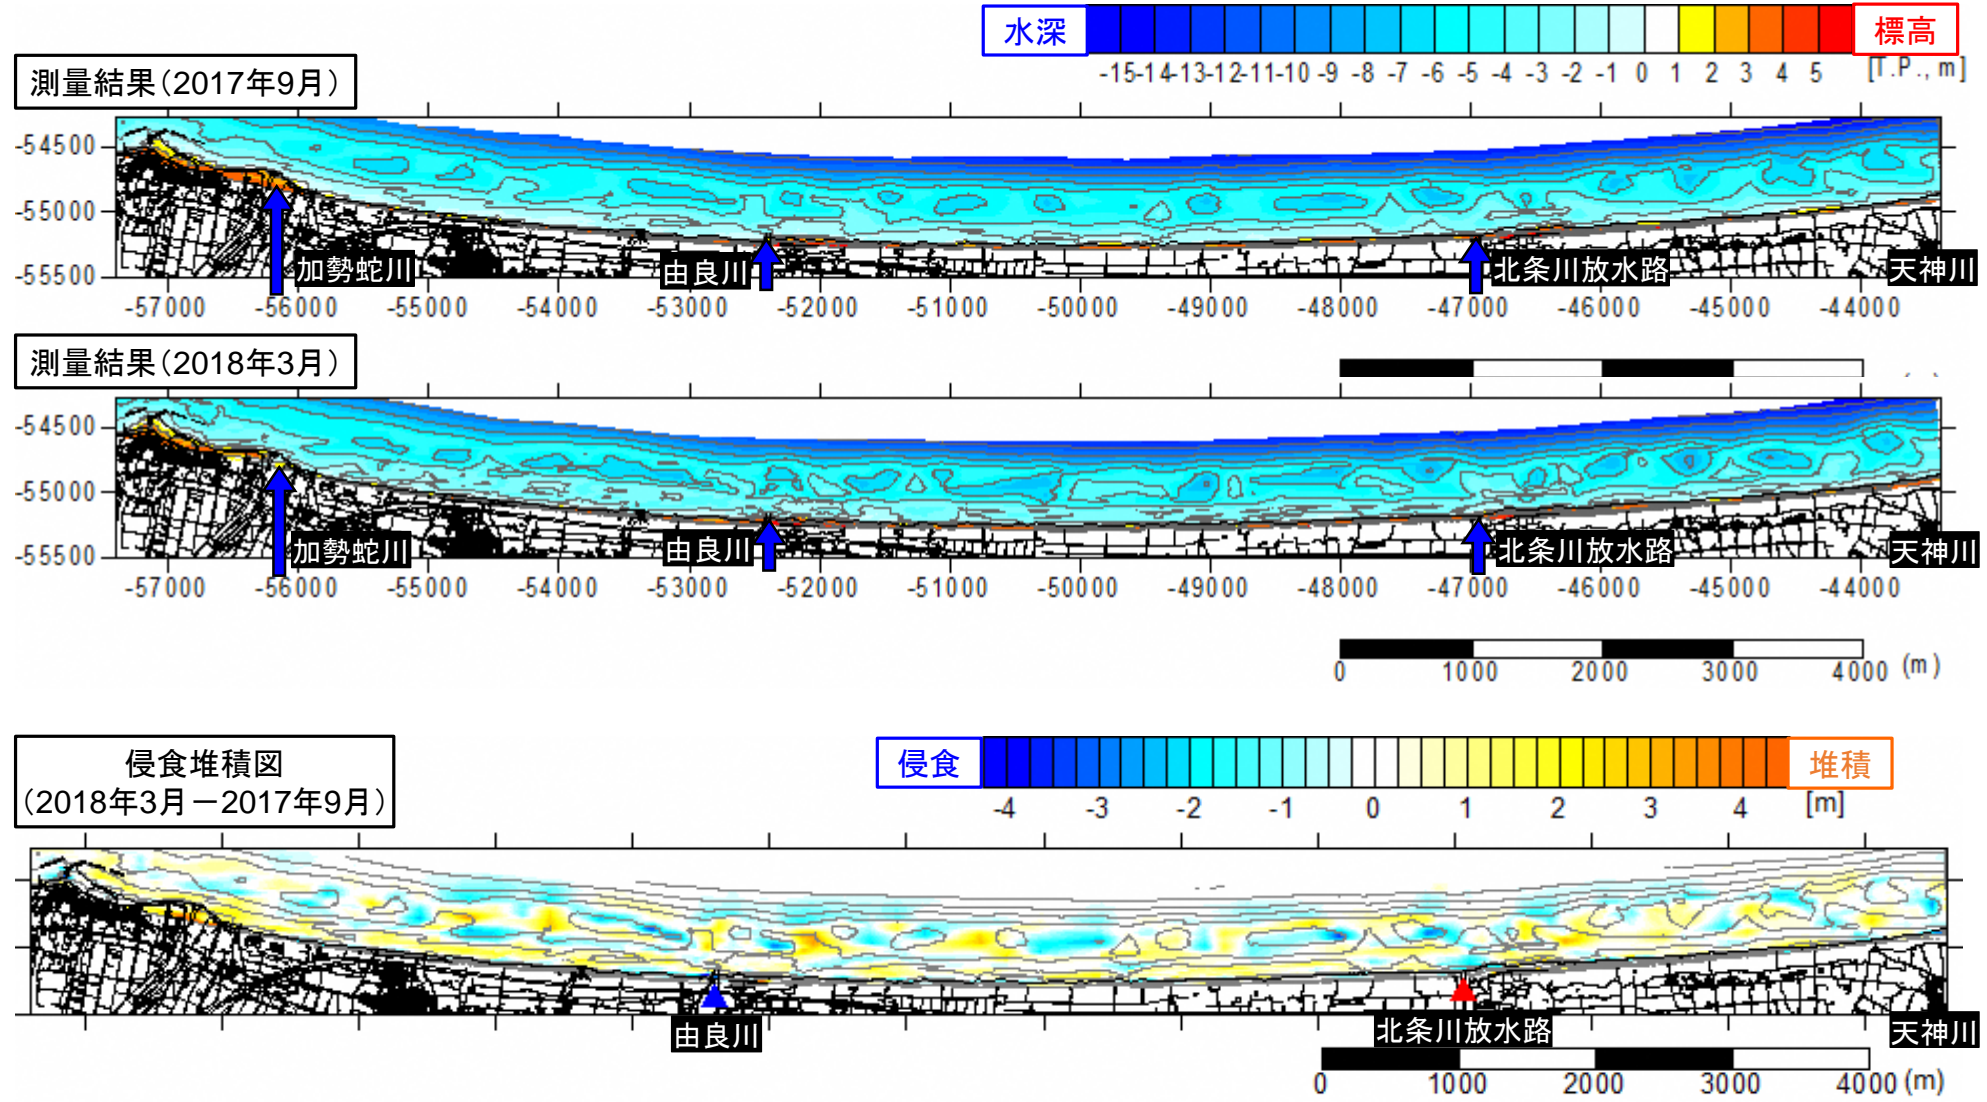 水深
標高
-15-14-13-12-11-10 -9 -8 -7 -6 -5 -4 -3 -2 -1 0 1 2 3 4 5 [T.P., m]
測量結果(2017年9月)
-54500
-55000
-55500
加勢蛇川
由良川
北条川放水路
天神川
-57000 -56000 -55000 -54000 -53000 -52000 -51000 -50000 -49000 -48000 -47000 -46000 -45000 -44000
測量結果(2018年3月)
-54500
-55000
-55500
加勢蛇川
由良川
北条川放水路
天神川
-57000 -56000 -55000 -54000 -53000 -52000 -51000 -50000 -49000 -48000 -47000 -46000 -45000 -44000
0 1000 2000 3000 4000 (m)
侵食堆積図
(2018年3月－2017年9月)
侵食
堆積
-4 -3 -2 -1 0 1 2 3 4 [m]
由良川
北条川放水路
天神川
0 1000 2000 3000 4000 (m)